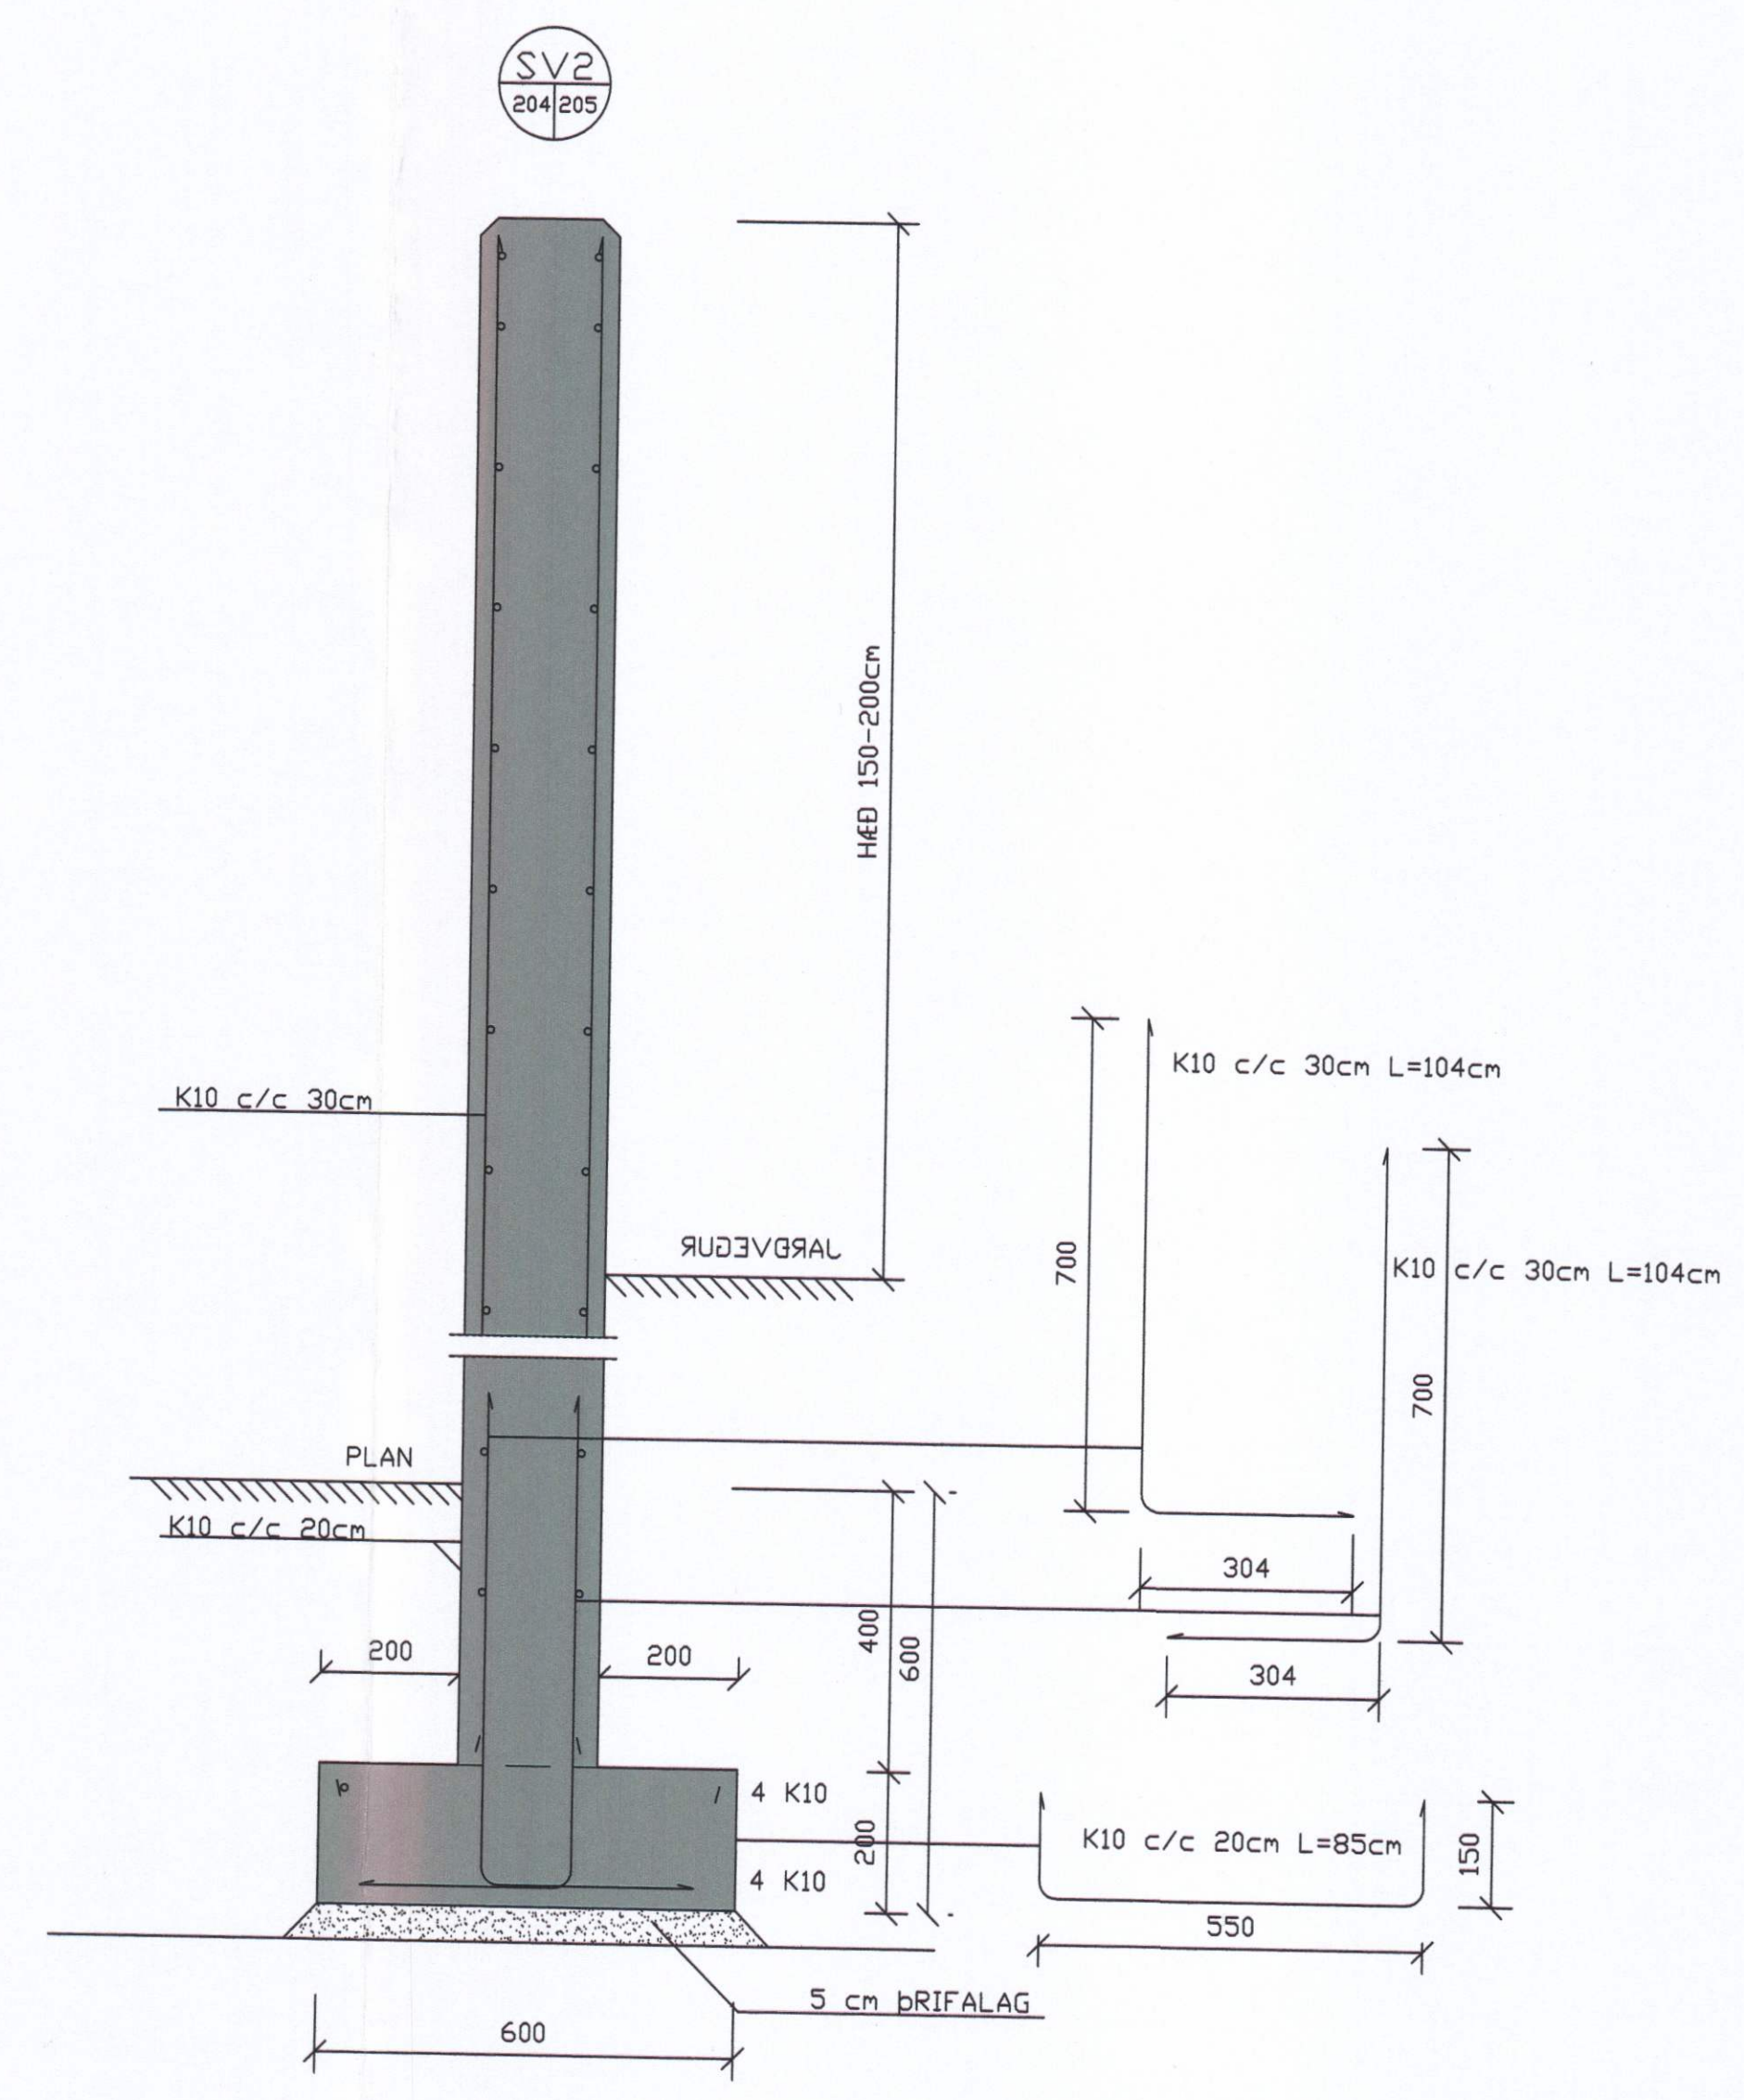 SV2
204 205
HÆÐ 150-200cm
K10 c/c 30cm L=104cm
K10 c/c 30cm
JARÐVEGUR
700
K10 c/c 30cm L=104cm
700
PLAN
K10 c/c 20cm
304
400
600
200
200
304
4 K10
200
K10 c/c 20cm L=85cm
150
4 K10
550
5 cm ÞRIFALAG
600